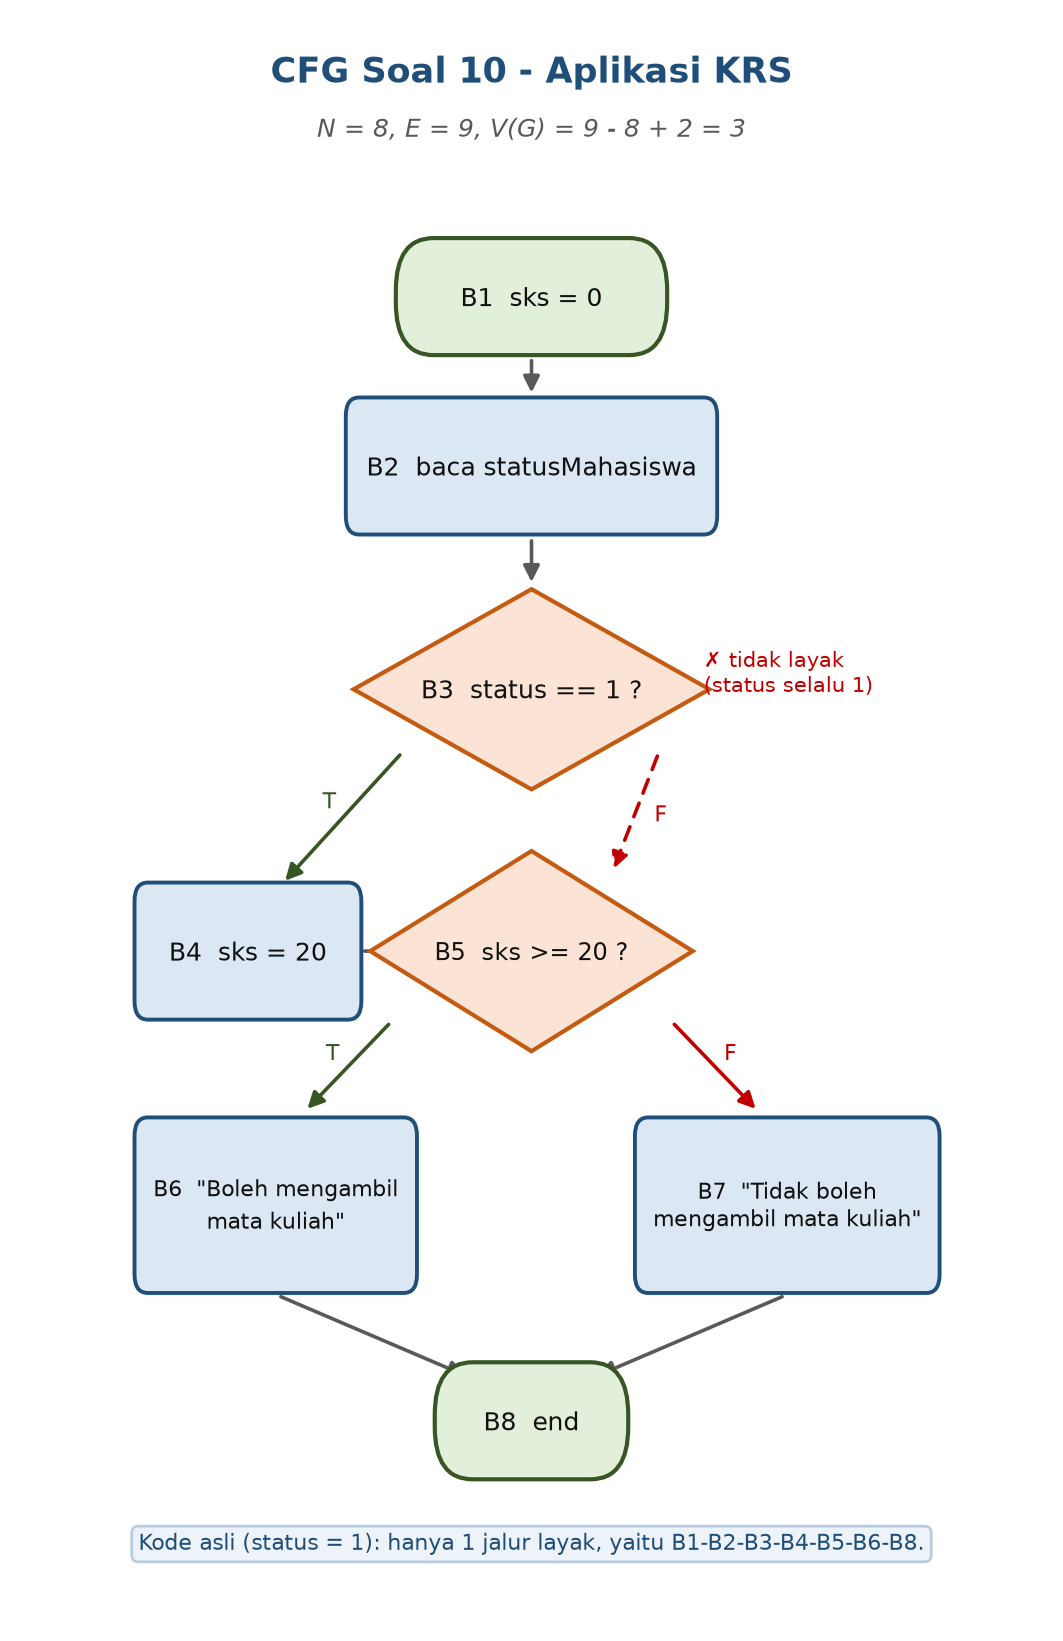 CFG Soal 10 - Aplikasi KRS
N = 8, E = 9, V(G) = 9 - 8 + 2 = 3
B1  sks = 0
B2  baca statusMahasiswa
B3  status == 1 ?
✗ tidak layak
(status selalu 1)
T
F
B4  sks = 20
B5  sks >= 20 ?
T
F
B6  "Boleh mengambil
mata kuliah"
B7  "Tidak boleh
mengambil mata kuliah"
B8  end
Kode asli (status = 1): hanya 1 jalur layak, yaitu B1-B2-B3-B4-B5-B6-B8.